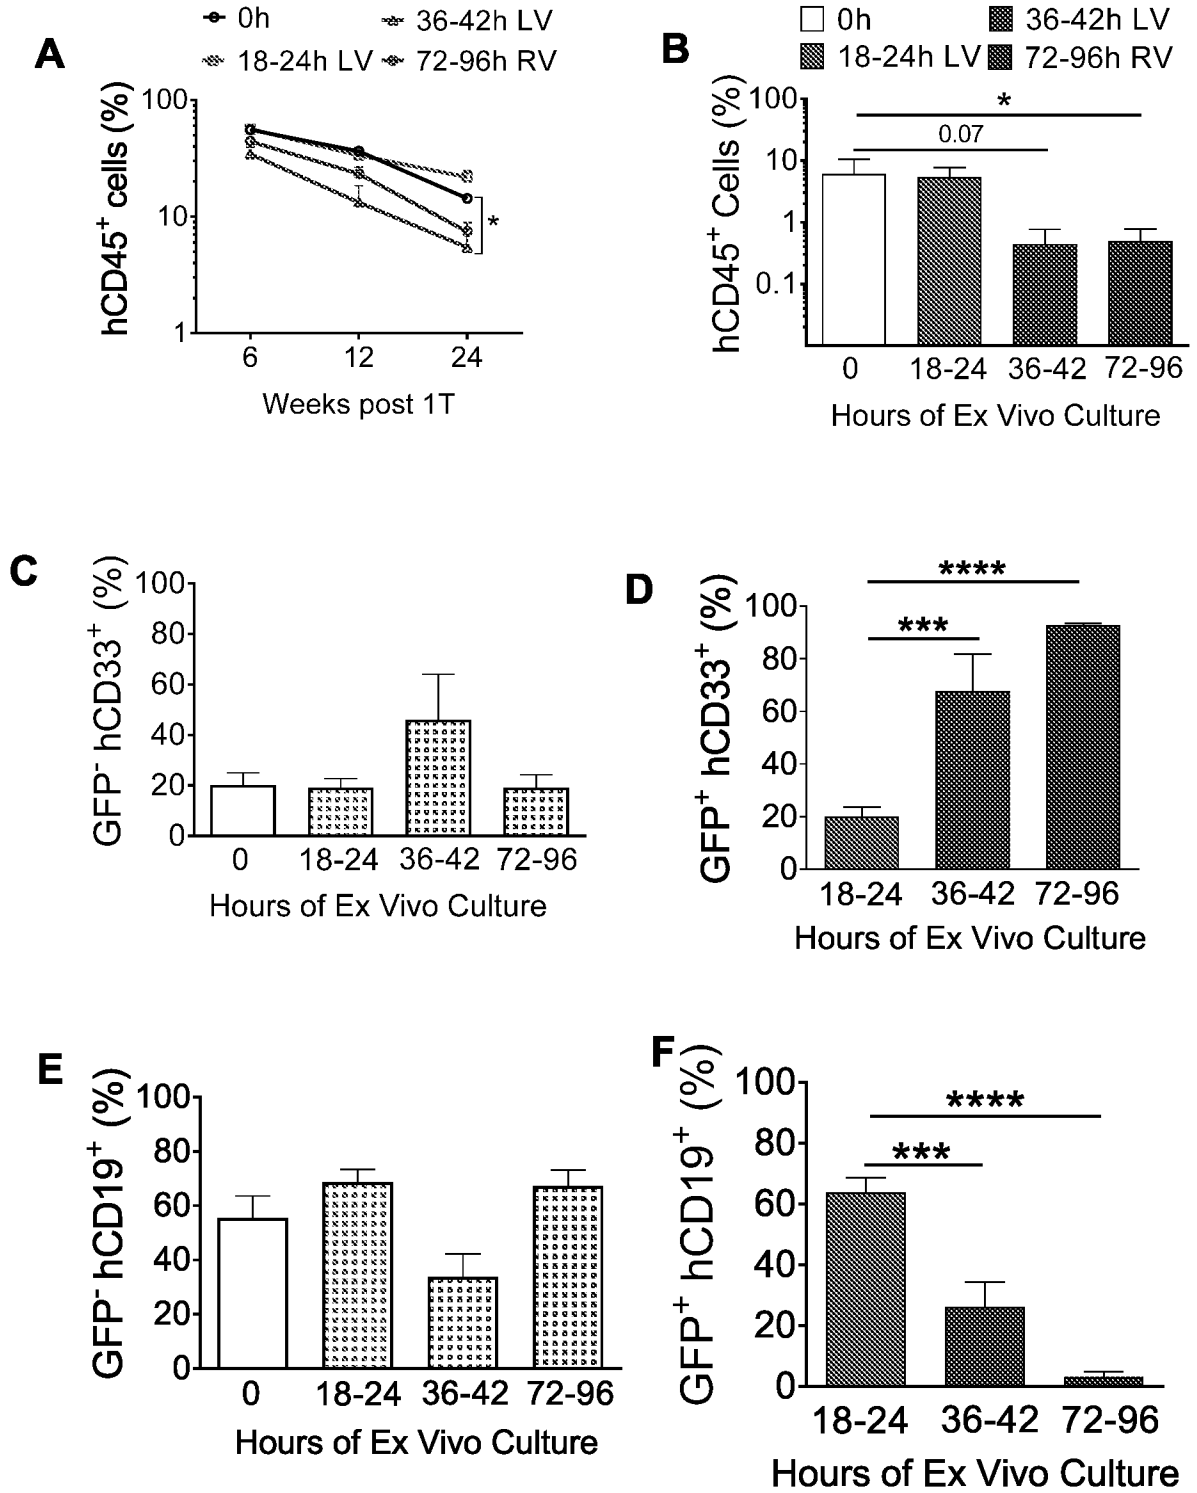 A
0h
36-42h LV
18-24h LV
72-96h RV
hCD45+ cells (%)
100
10
1
*
6 12 24
Weeks post 1T
B
0h
36-42h LV
18-24h LV
72-96h RV
hCD45+ Cells (%)
100
10
1
0.1
*
0.07
0 18-24 36-42 72-96
Hours of Ex Vivo Culture
C
GFP- hCD33+ (%)
100
80
60
40
20
0
0 18-24 36-42 72-96
Hours of Ex Vivo Culture
D
GFP+ hCD33+ (%)
100
80
60
40
20
0
****
***
18-24 36-42 72-96
Hours of Ex Vivo Culture
E
GFP- hCD19+ (%)
100
80
60
40
20
0
0 18-24 36-42 72-96
Hours of Ex Vivo Culture
F
GFP+ hCD19+ (%)
100
80
60
40
20
0
****
***
18-24 36-42 72-96
Hours of Ex Vivo Culture